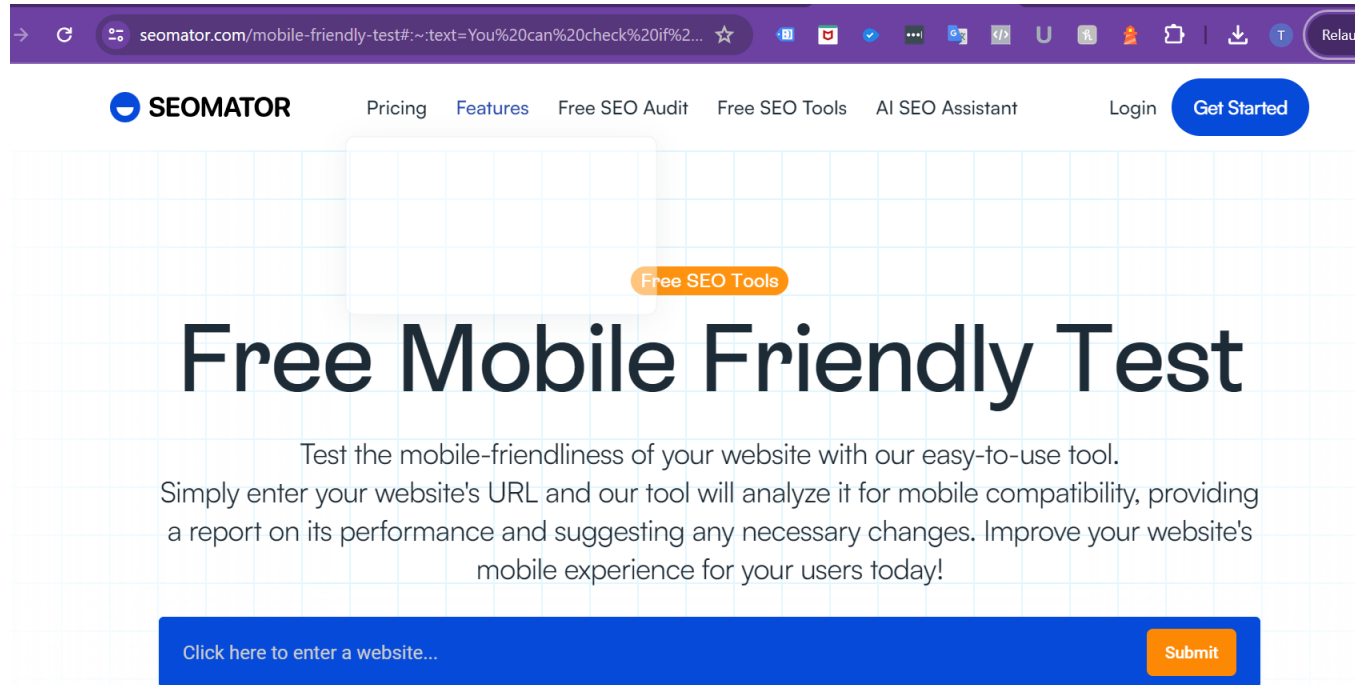 seomator.com/mobile-friendly-test#:~:text=You%20can%20check%20if%2...
T
SEOMATOR
Pricing
Features
Free SEO Audit
Free SEO Tools
AI SEO Assistant
Login
Get Started
Free SEO Tools
Free Mobile Friendly Test
Test the mobile-friendliness of your website with our easy-to-use tool.
Simply enter your website's URL and our tool will analyze it for mobile compatibility, providing
a report on its performance and suggesting any necessary changes. Improve your website's
mobile experience for your users today!
Click here to enter a website...
Submit